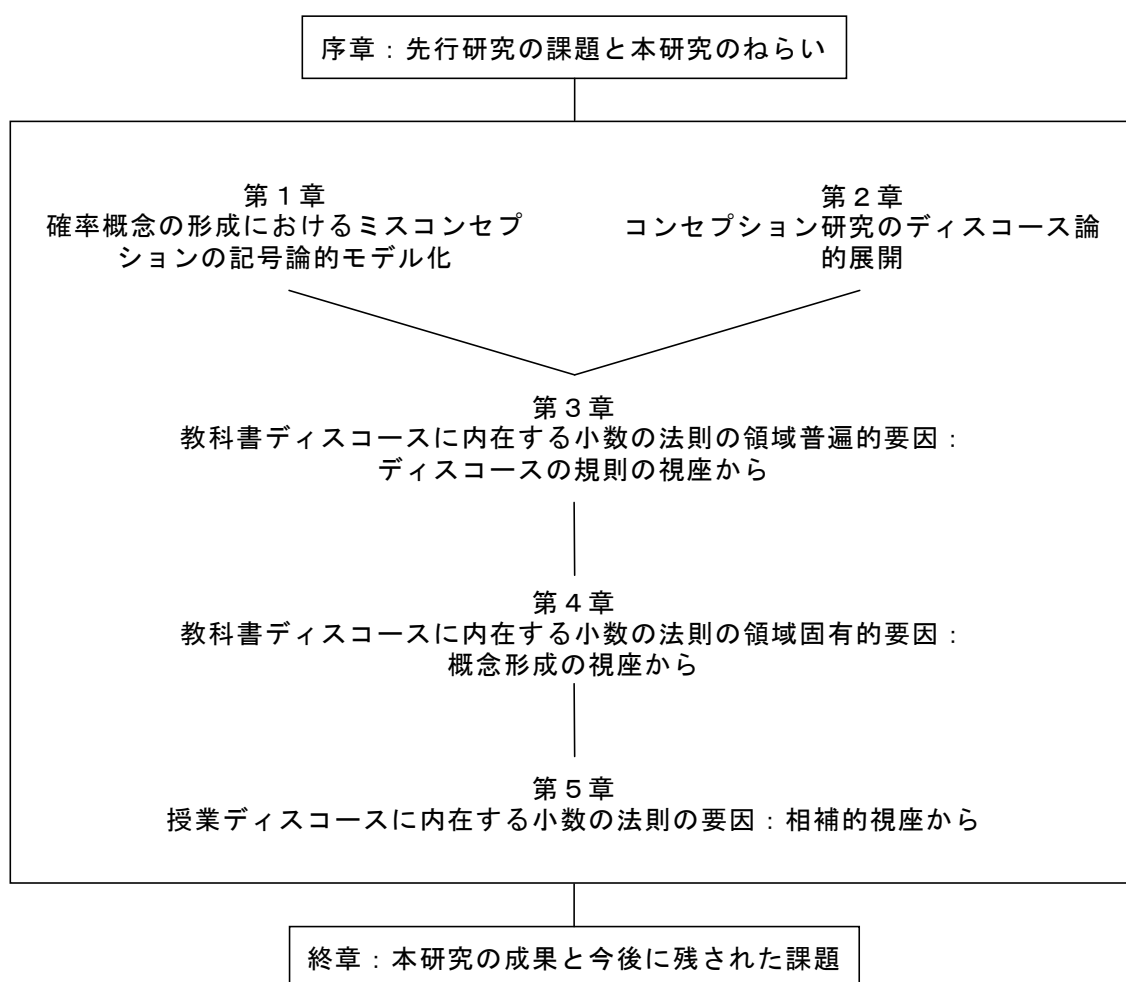 序章：先行研究の課題と本研究のねらい
第１章
確率概念の形成におけるミスコンセプ
ションの記号論的モデル化
第２章
コンセプション研究のディスコース論
的展開
第３章
教科書ディスコースに内在する小数の法則の領域普遍的要因：
ディスコースの規則の視座から
第４章
教科書ディスコースに内在する小数の法則の領域固有的要因：
概念形成の視座から
第５章
授業ディスコースに内在する小数の法則の要因：相補的視座から
終章：本研究の成果と今後に残された課題